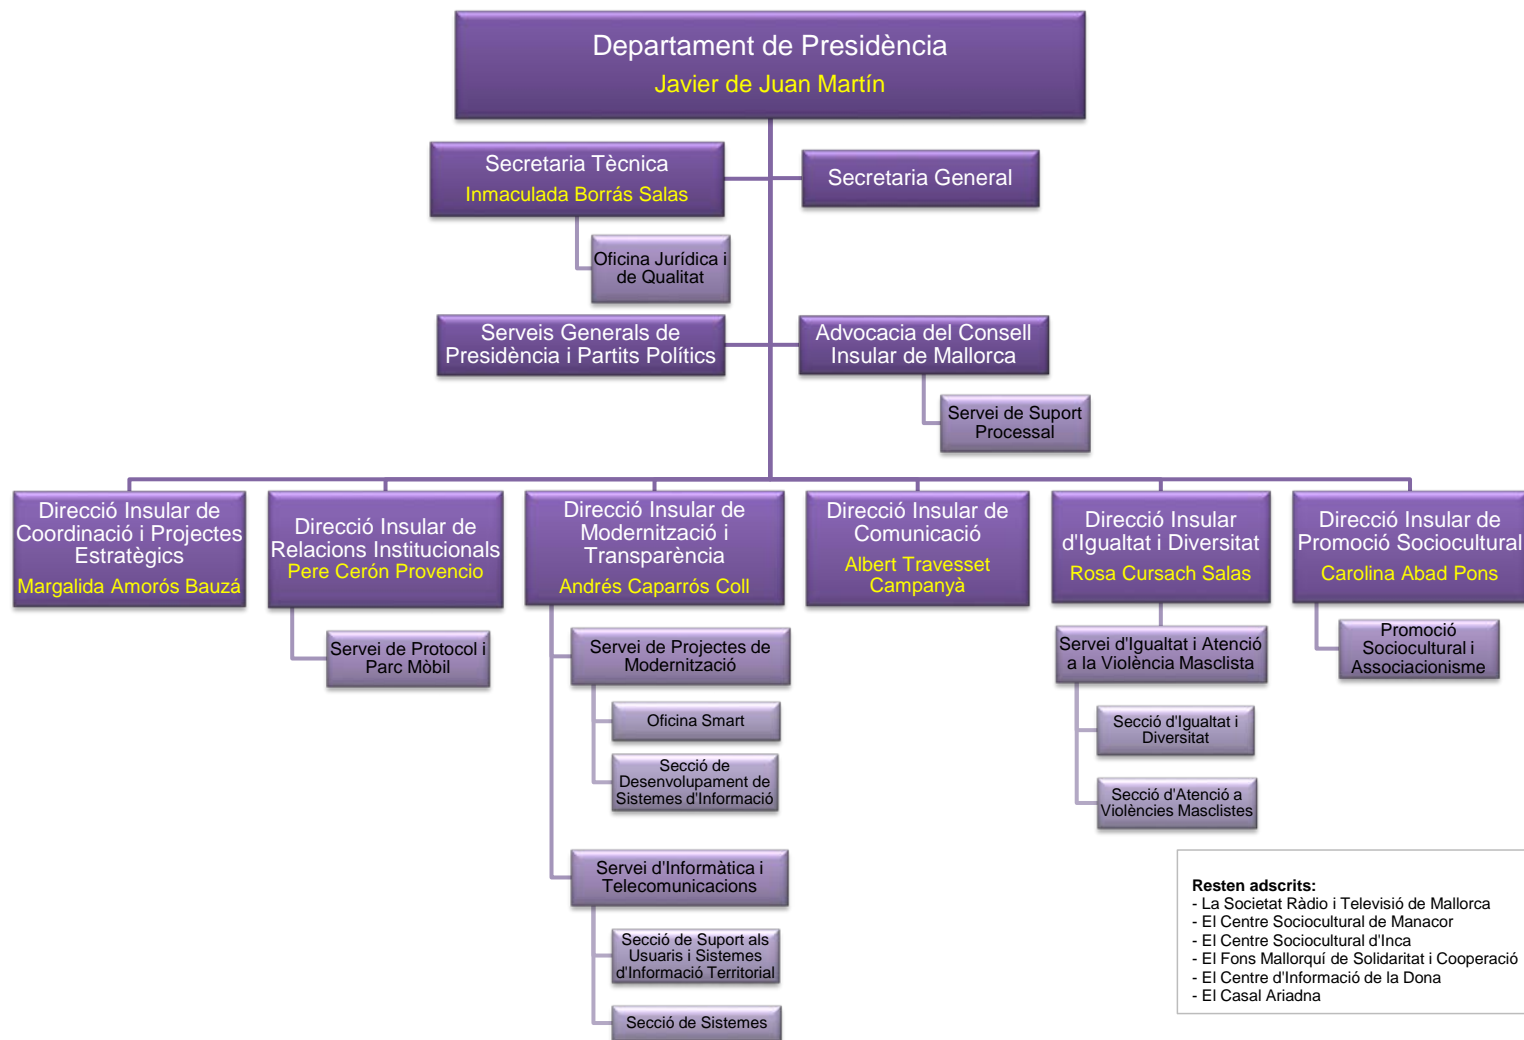 Departament de Presidència
Javier de Juan Martín
Secretaria Tècnica
Inmaculada Borrás Salas
Secretaria General
Oficina Jurídica i
de Qualitat
Serveis Generals de
Presidència i Partits Polítics
Advocacia del Consell
Insular de Mallorca
Servei de Suport
Processal
Direcció Insular de
Coordinació i Projectes
Estratègics
Margalida Amorós Bauzá
Direcció Insular de
Relacions Institucionals
Pere Cerón Provencio
Direcció Insular de
Modernització i
Transparència
Andrés Caparrós Coll
Direcció Insular de
Comunicació
Albert Travesset
Campanyà
Direcció Insular
d'Igualtat i Diversitat
Rosa Cursach Salas
Direcció Insular de
Promoció Sociocultural
Carolina Abad Pons
Servei de Protocol i
Parc Mòbil
Servei de Projectes de
Modernització
Oficina Smart
Secció de
Desenvolupament de
Sistemes d'Informació
Servei d'Informàtica i
Telecomunicacions
Secció de Suport als
Usuaris i Sistemes
d'Informació Territorial
Secció de Sistemes
Servei d'Igualtat i Atenció
a la Violència Masclista
Secció d'Igualtat i
Diversitat
Secció d'Atenció a
Violències Masclistes
Promoció
Sociocultural i
Associacionisme
Resten adscrits:
- La Societat Ràdio i Televisió de Mallorca
- El Centre Sociocultural de Manacor
- El Centre Sociocultural d'Inca
- El Fons Mallorquí de Solidaritat i Cooperació
- El Centre d'Informació de la Dona
- El Casal Ariadna